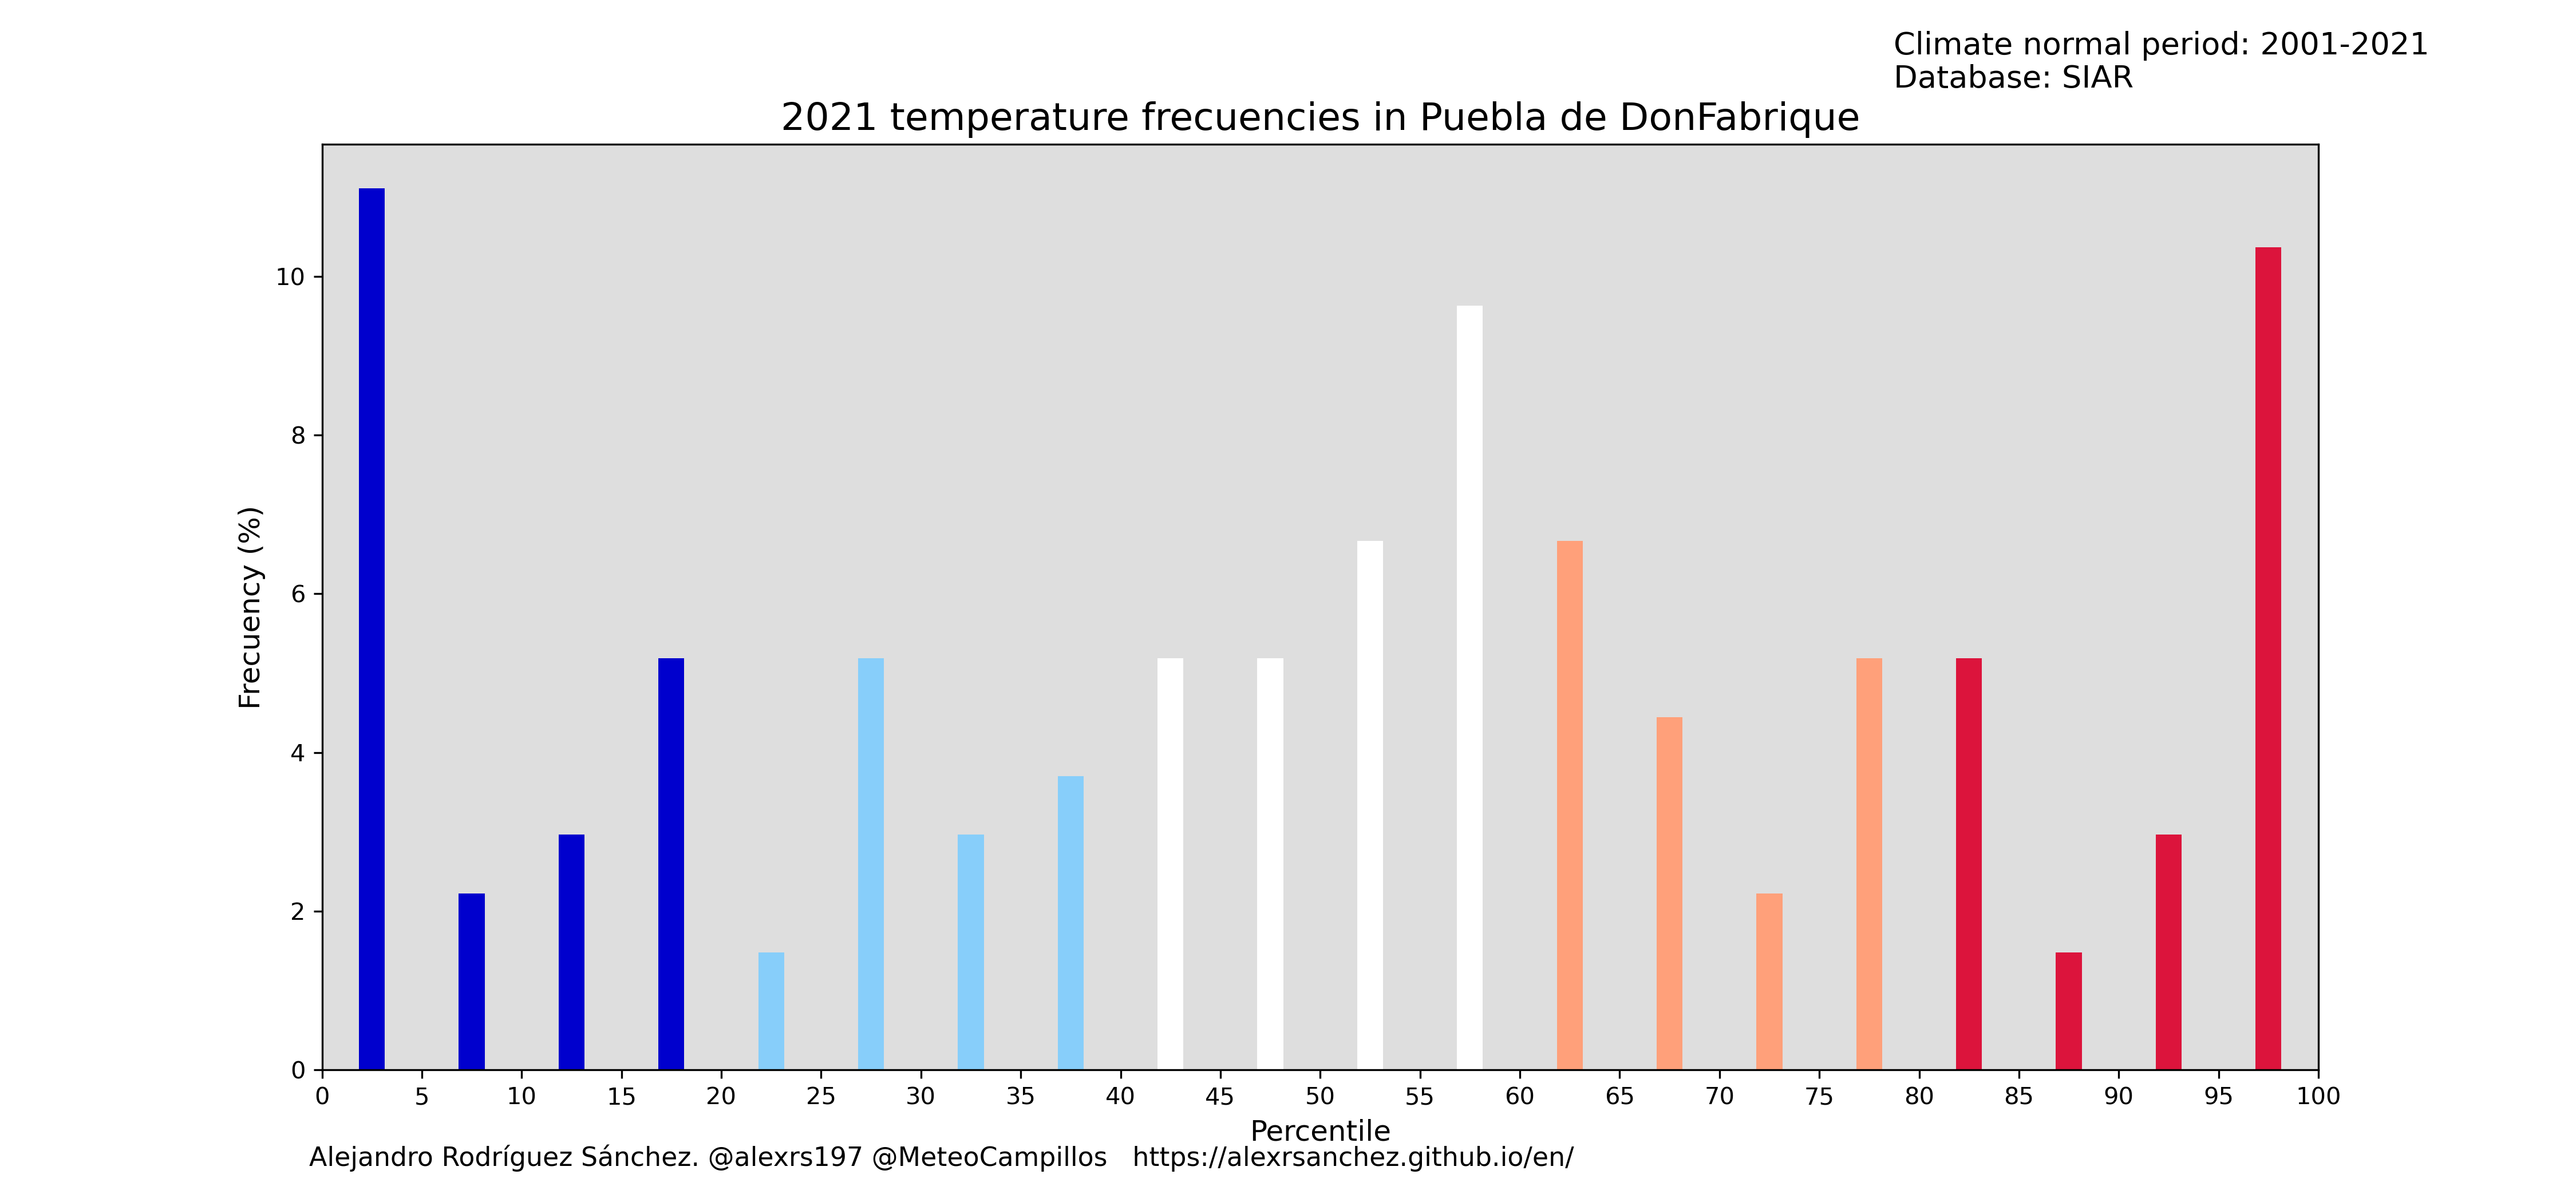 Climate normal period: 2001-2021
Database: SIAR
2021 temperature frecuencies in Puebla de DonFabrique
Frecuency (%)
10
8
6
4
2
0
0 5 10 15 20 25 30 35 40 45 50 55 60 65 70 75 80 85 90 95 100
Percentile
Alejandro Rodríguez Sánchez. @alexrs197 @MeteoCampillos https://alexrsanchez.github.io/en/